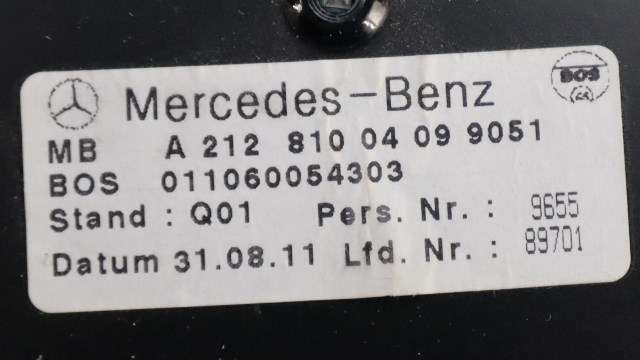 Mercedes-Benz
BOS
MB A 212 810 04 09 9051
BOS 011060054303
Stand : Q01 Pers. Nr. : 9655
Datum 31.08.11 Lfd. Nr. : 89701